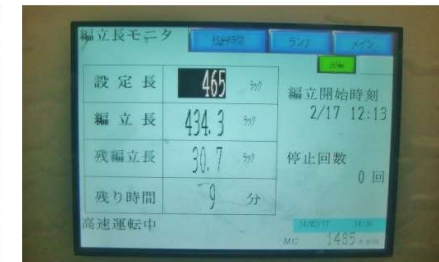 編立長モニタ ランナ メイン
設定長 465 ラック
編立長 434.3 ラック
残編立長 30.7 ラック
残り時間 9 分
編立開始時刻
2/17 12:13
停止回数
0 回
高速運転中
MC 1485